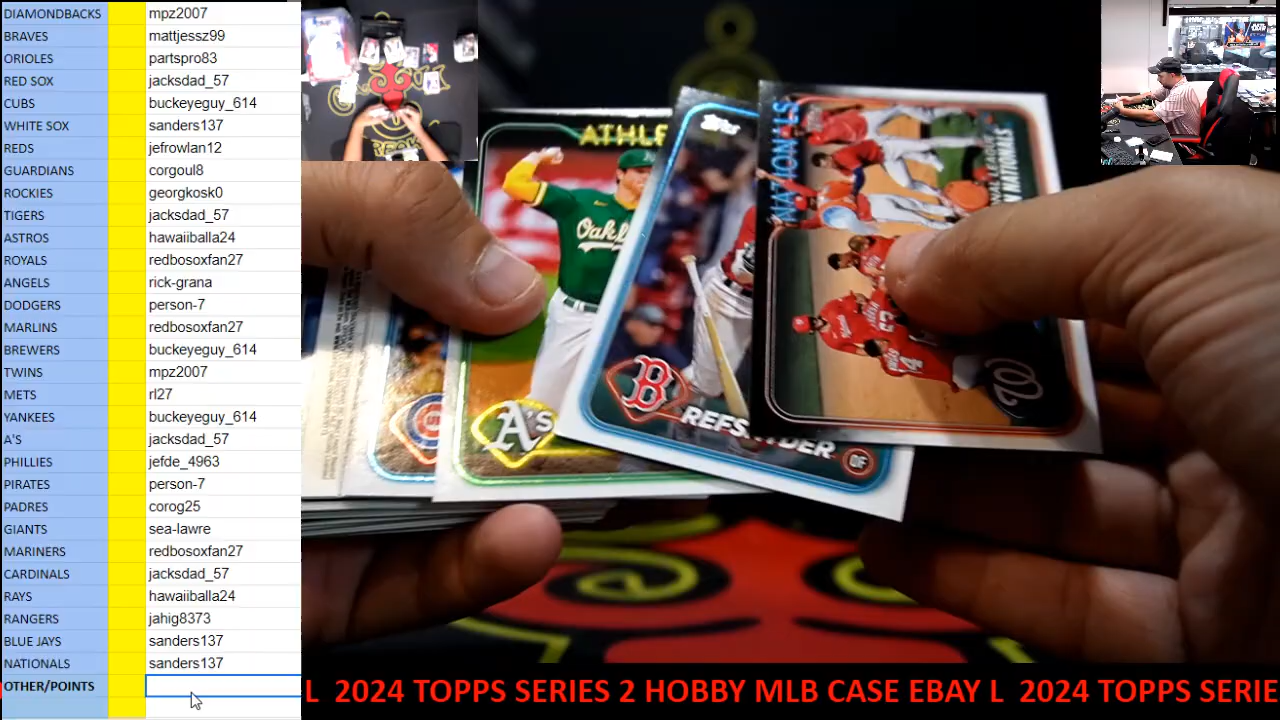 DIAMONDBACKS mpz2007
BRAVES mattjessz99
ORIOLES partspro83
RED SOX jacksdad_57
CUBS buckeyeguy_614
WHITE SOX sanders137
REDS jefrowlan12
GUARDIANS corgoul8
ROCKIES georgkosk0
TIGERS jacksdad_57
ASTROS hawaiiballa24
ROYALS redbosoxfan27
ANGELS rick-grana
DODGERS person-7
MARLINS redbosoxfan27
BREWERS buckeyeguy_614
TWINS mpz2007
METS rl27
YANKEES buckeyeguy_614
A'S jacksdad_57
PHILLIES jefde_4963
PIRATES person-7
PADRES corog25
GIANTS sea-lawre
MARINERS redbosoxfan27
CARDINALS jacksdad_57
RAYS hawaiiballa24
RANGERS jahig8373
BLUE JAYS sanders137
NATIONALS sanders137
OTHER/POINTS
ATHLE
Oakl
A'S
Topps
B
REFSNYDER
OF
NATIONALS
NATIONALS
W
L 2024 TOPPS SERIES 2 HOBBY MLB CASE EBAY L 2024 TOPPS SERIE